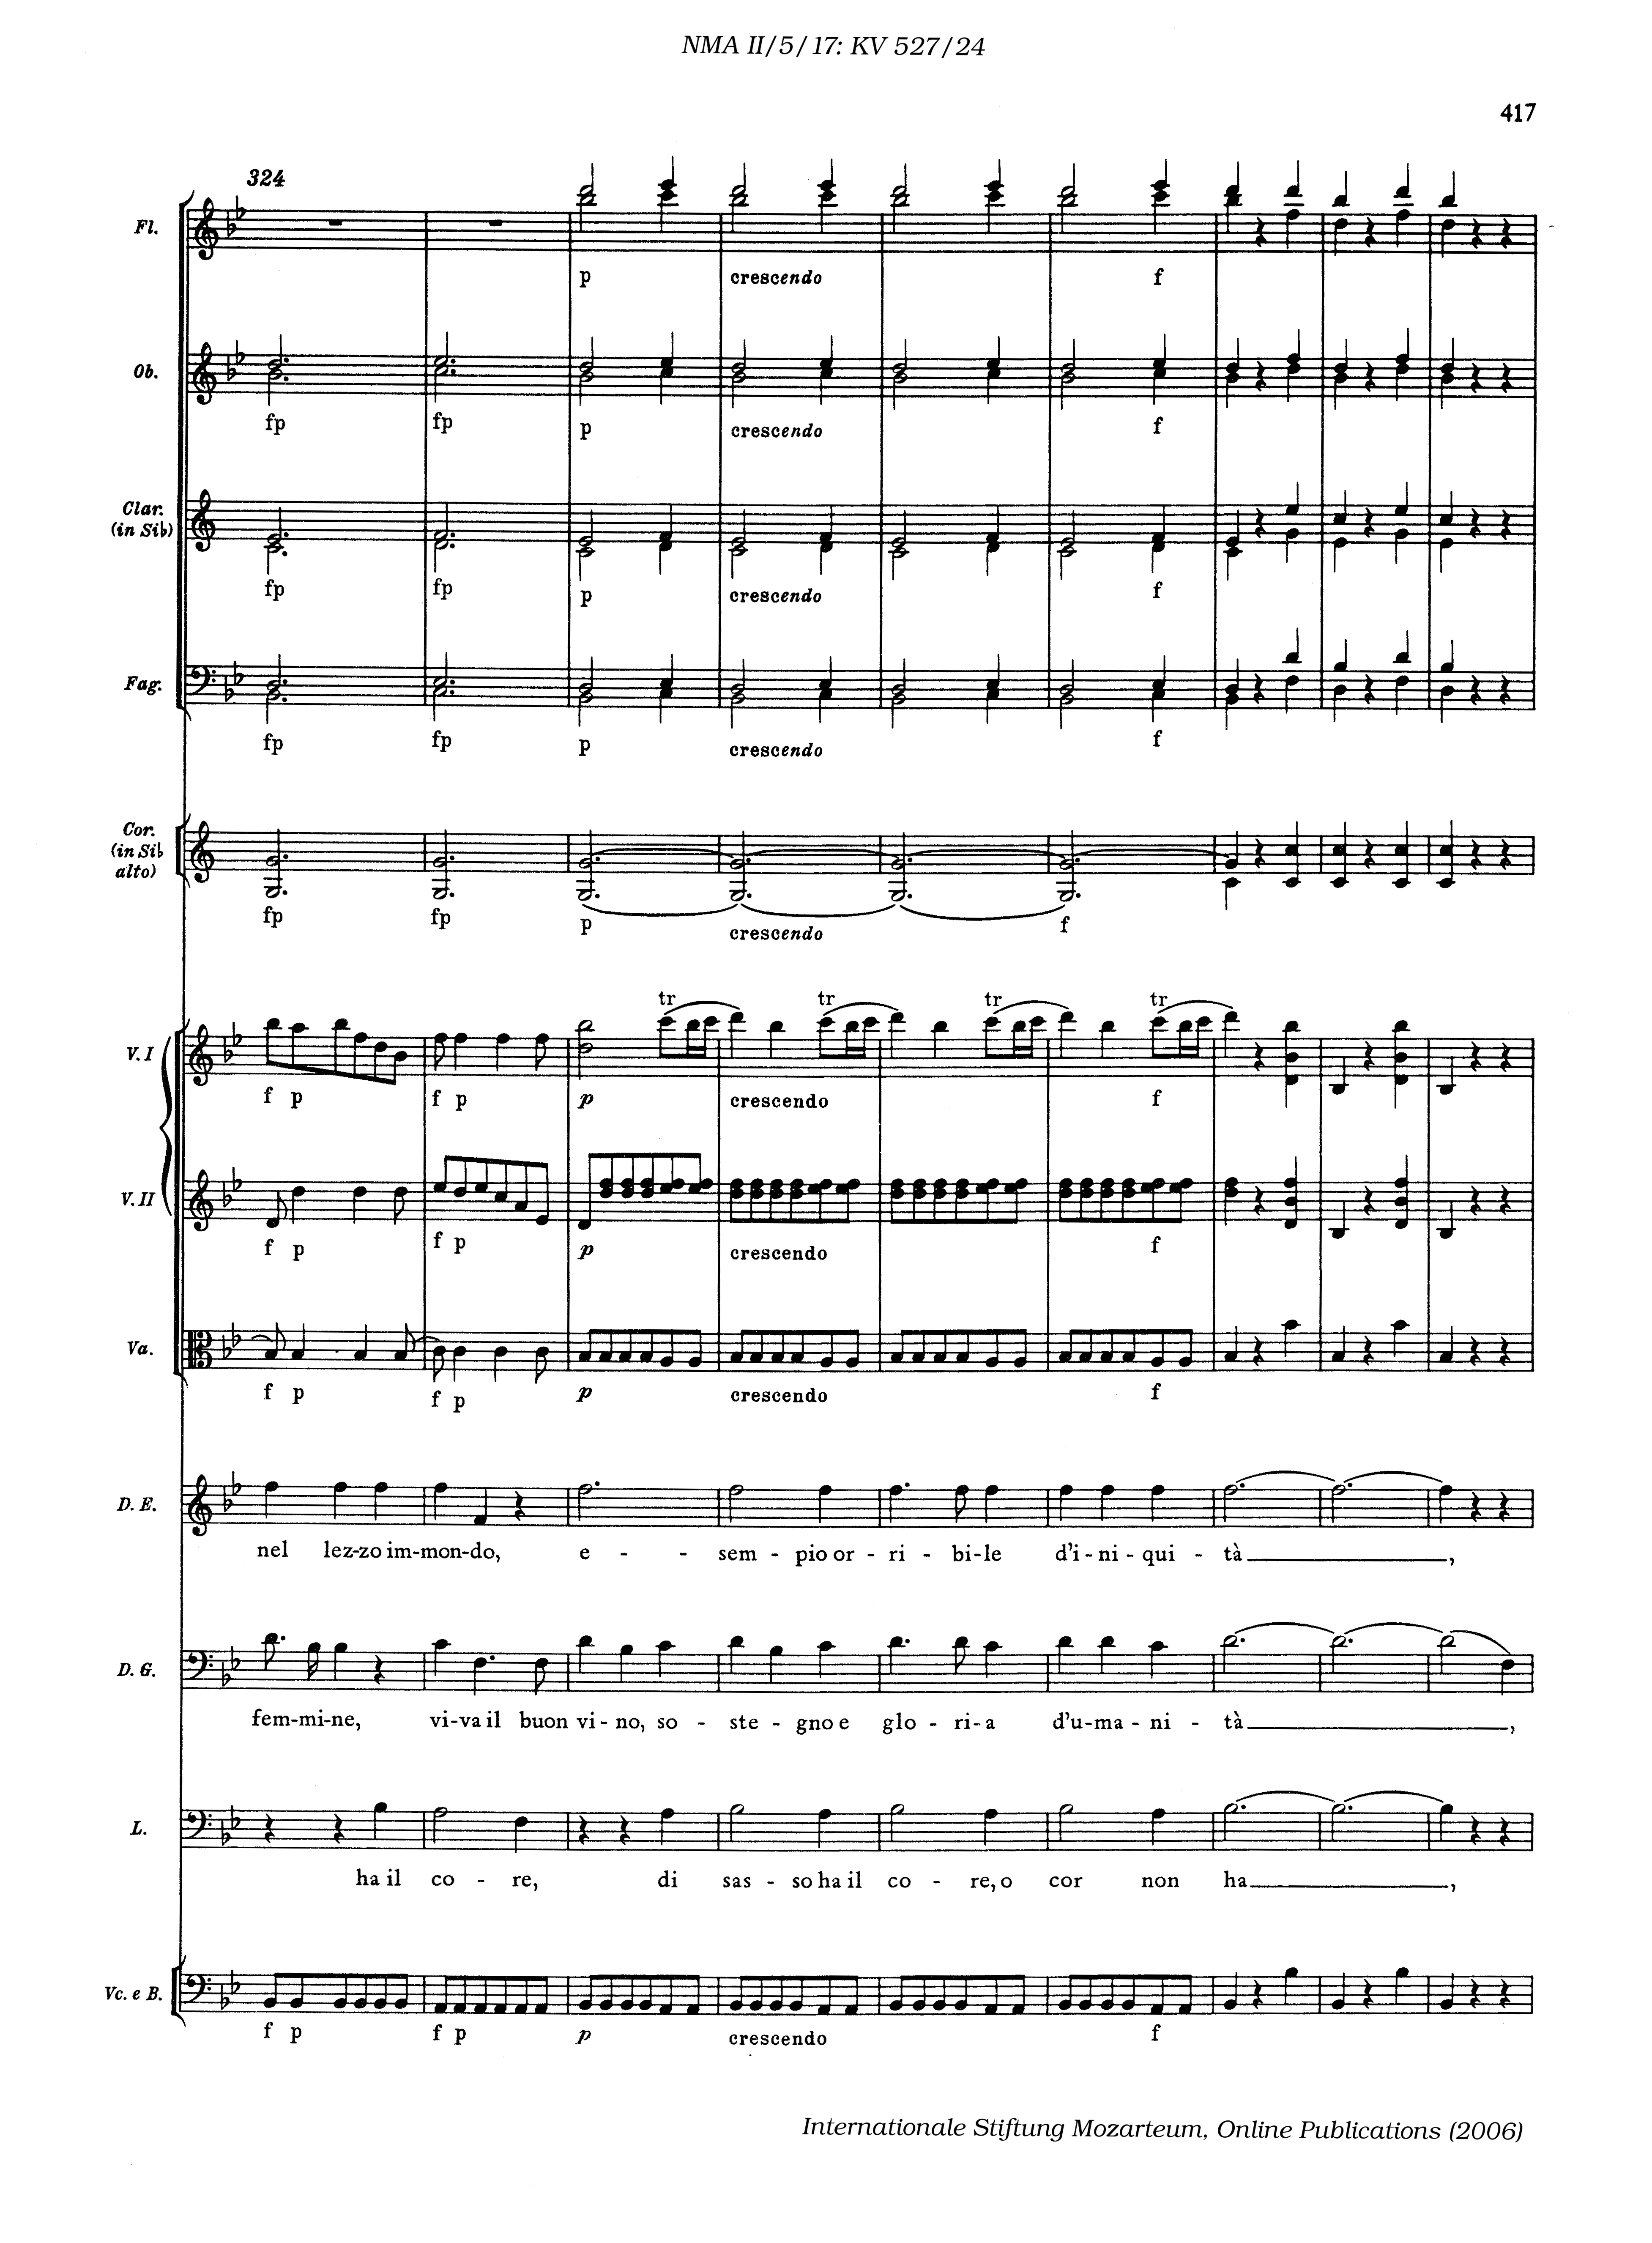 NMA II/5/17: KV 527/24
417
324
Fl.
p crescendo f
Ob.
fp fp p crescendo f
Clar.
(in Si♭)
fp fp p crescendo f
Fag.
fp fp p crescendo f
Cor.
(in Si♭
alto)
fp fp p crescendo f
tr tr tr tr
V. I
f p f p p crescendo f
V. II
f p f p p crescendo f
Va.
f p f p p crescendo f
D. E.
nel lez-zo im-mon-do, e - - sem - pio or - ri - bi-le d'i - ni - qui - tà ,
D. G.
fem-mi-ne, vi-va il buon vi - no, so - ste - gno e glo - ri - a d'u-ma - ni - tà ,
L.
ha il co - re, di sas - so ha il co - re, o cor non ha ,
Vc. e B.
f p f p p crescendo f
Internationale Stiftung Mozarteum, Online Publications (2006)